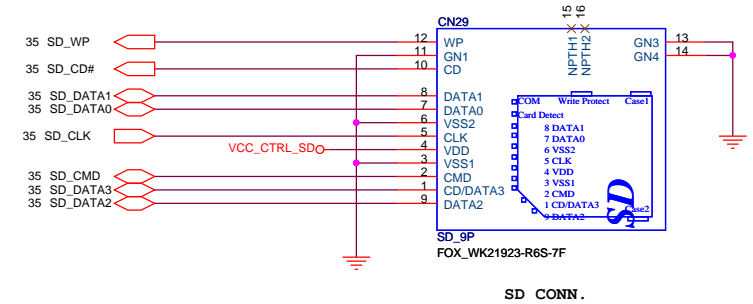 CN29
35 SD_WP 12 WP
11 GN1
35 SD_CD# 10 CD
35 SD_DATA1 8 DATA1
35 SD_DATA0 7 DATA0
6 VSS2
35 SD_CLK 5 CLK
VCC_CTRL_SD 4 VDD
3 VSS1
35 SD_CMD 2 CMD
35 SD_DATA3 1 CD/DATA3
35 SD_DATA2 9 DATA2
15 16
NPTH1
NPTH2
GN3 13
GN4 14
COM Write Protect Case1
Card Detect
8 DATA1
7 DATA0
6 VSS2
5 CLK
4 VDD
3 VSS1
2 CMD
1 CD/DATA3
9 DATA2
SD
Case2
SD_9P
FOX_WK21923-R6S-7F
SD CONN.